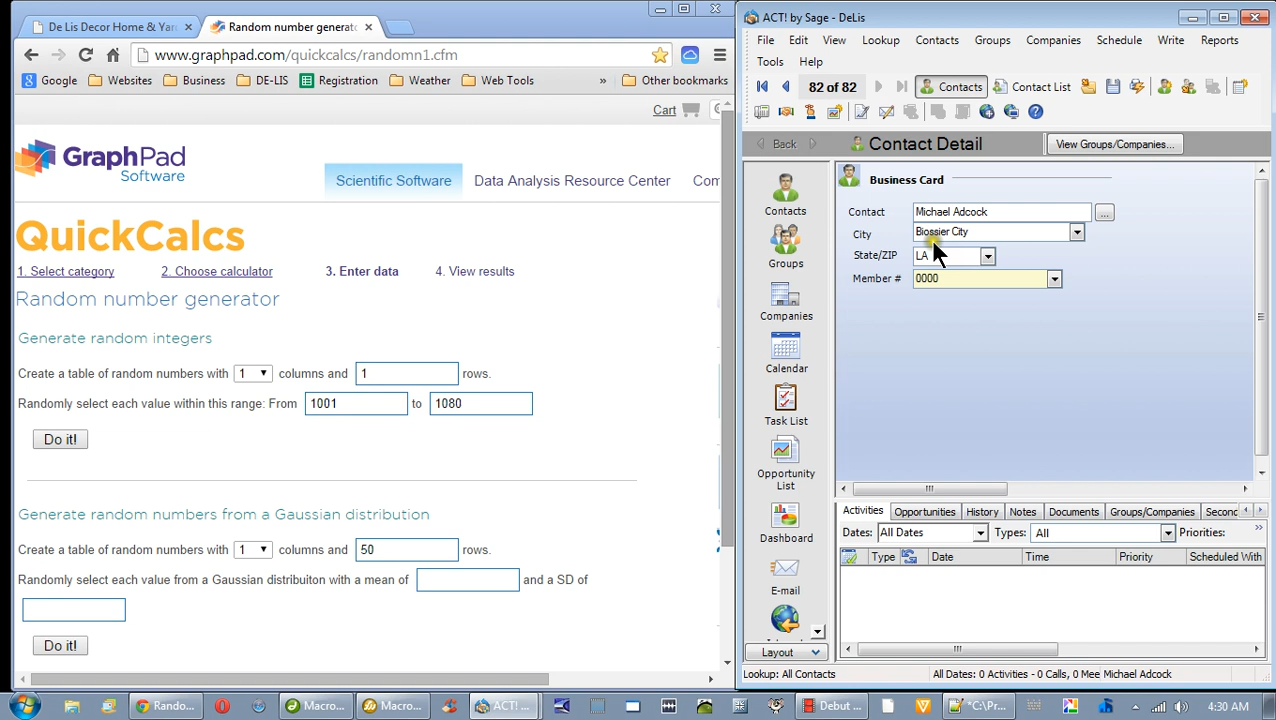 De Lis Decor Home & Yar
Random number generato
www.graphpad.com/quickcalcs/randomn1.cfm
Google
Websites
Business
DE-LIS
Registration
Weather
Web Tools
»
Other bookmarks
Cart
GraphPad
Software
Scientific Software
Data Analysis Resource Center
Com
QuickCalcs
1. Select category
2. Choose calculator
3. Enter data
4. View results
Random number generator
Generate random integers
Create a table of random numbers with 1 columns and 1 rows.
Randomly select each value within this range: From 1001 to 1080
Do it!
Generate random numbers from a Gaussian distribution
Create a table of random numbers with 1 columns and 50 rows.
Randomly select each value from a Gaussian distribuiton with a mean of and a SD of
Do it!
ACT! by Sage - DeLis
File Edit View Lookup Contacts Groups Companies Schedule Write Reports
Tools Help
82 of 82
Contacts
Contact List
Back
Contact Detail
View Groups/Companies...
Contacts
Groups
Companies
Calendar
Task List
Opportunity
List
Dashboard
E-mail
Layout
Business Card
Contact Michael Adcock ...
City Biossier City
State/ZIP LA
Member # 0000
Activities Opportunities History Notes Documents Groups/Companies Second
Dates: All Dates Types: All Priorities: »
Type Date Time Priority Scheduled With
Lookup: All Contacts
All Dates: 0 Activities - 0 Calls, 0 Mee Michael Adcock
Rando...
Macro...
Macro...
ACT! ...
Debut ...
*C:\Pr...
4:30 AM